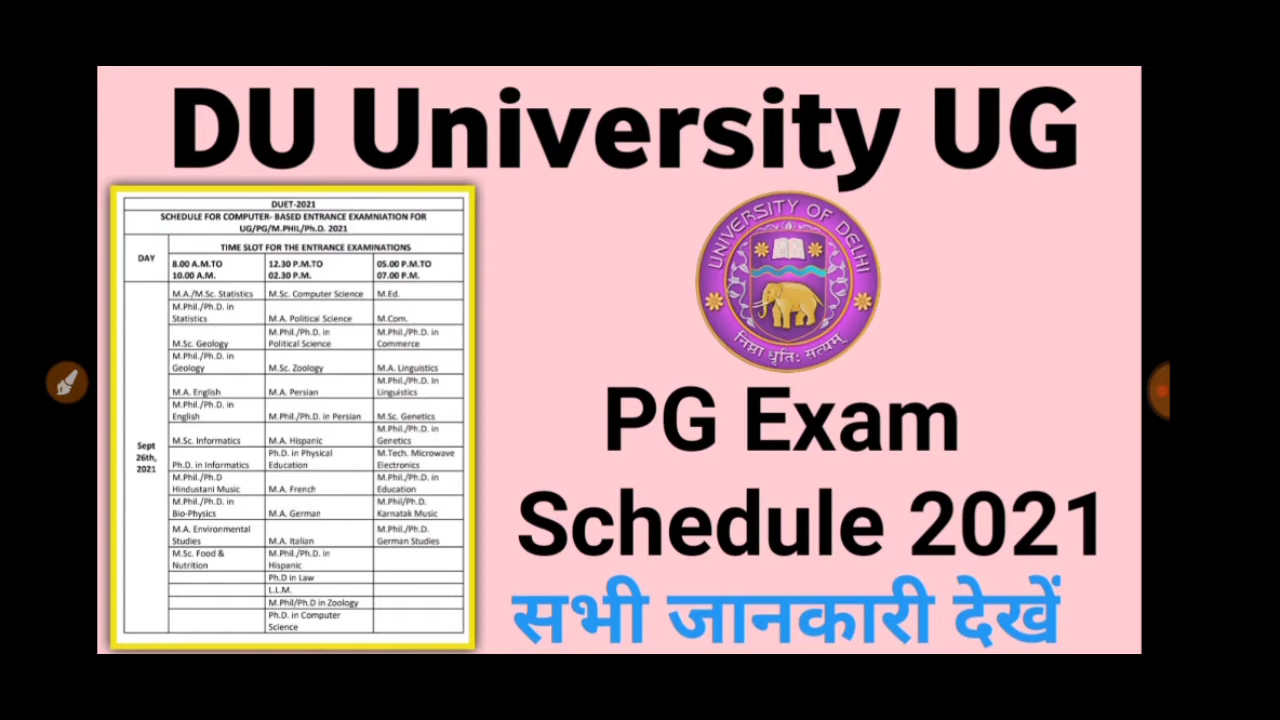 DU University UG
DUET-2021
SCHEDULE FOR COMPUTER- BASED ENTRANCE EXAMNIATION FOR
UG/PG/M.PHIL/Ph.D. 2021
DAY
TIME SLOT FOR THE ENTRANCE EXAMINATIONS
8.00 A.M.TO 10.00 A.M.
12.30 P.M.TO 02.30 P.M.
05.00 P.M.TO 07.00 P.M.
Sept 26th, 2021
M.A./M.Sc. Statistics
M.Sc. Computer Science
M.Ed.
M.Phil./Ph.D. in Statistics
M.A. Political Science
M.Com.
M.Sc. Geology
M.Phil./Ph.D. in Political Science
M.Phil./Ph.D. in Commerce
M.Phil./Ph.D. in Geology
M.Sc. Zoology
M.A. Linguistics
M.A. English
M.A. Persian
M.Phil./Ph.D. In Linguistics
M.Phil./Ph.D. in English
M.Phil./Ph.D. in Persian
M.Sc. Genetics
M.Sc. Informatics
M.A. Hispanic
M.Phil./Ph.D. in Genetics
Ph.D. in Informatics
Ph.D. in Physical Education
M.Tech. Microwave Electronics
M.Phil./Ph.D Hindustani Music
M.A. French
M.Phil./Ph.D. in Education
M.Phil./Ph.D. in Bio-Physics
M.A. German
M.Phil/Ph.D. Karnatak Music
M.A. Environmental Studies
M.A. Italian
M.Phil./Ph.D. German Studies
M.Sc. Food & Nutrition
M.Phil./Ph.D. in Hispanic
Ph.D in Law
L.L.M.
M.Phil/Ph.D in Zoology
Ph.D. in Computer Science
UNIVERSITY OF DELHI
निष्ठा धृतिः सत्यम्
PG Exam
Schedule 2021
सभी जानकारी देखें